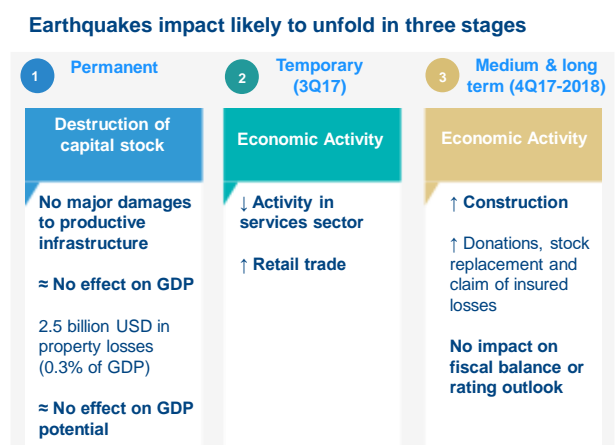 Earthquakes impact likely to unfold in three stages
1
Permanent
Destruction of
capital stock
No major damages
to productive
infrastructure
≈ No effect on GDP
2.5 billion USD in
property losses
(0.3% of GDP)
≈ No effect on GDP
potential
2
Temporary
(3Q17)
Economic Activity
↓ Activity in
services sector
↑ Retail trade
3
Medium & long
term (4Q17-2018)
Economic Activity
↑ Construction
↑ Donations, stock
replacement and
claim of insured
losses
No impact on
fiscal balance or
rating outlook